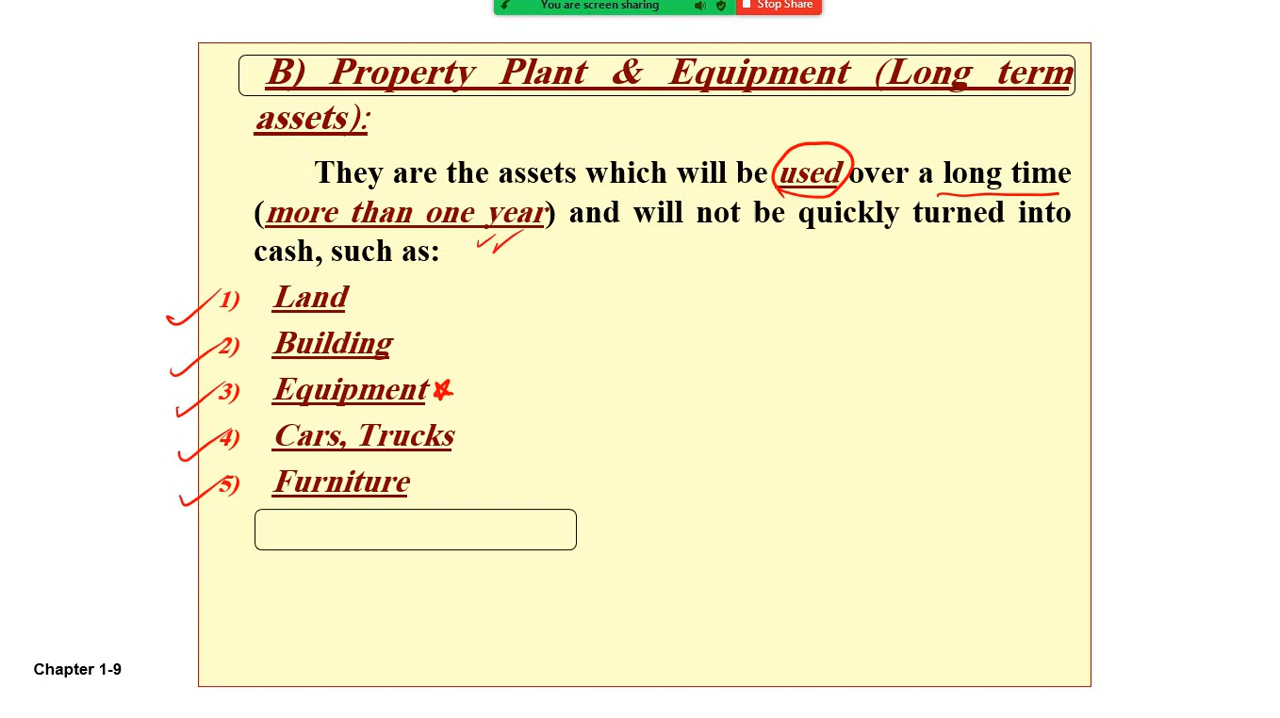 You are screen sharing
Stop Share
B) Property Plant & Equipment (Long term
assets):
They are the assets which will be used over a long time
(more than one year) and will not be quickly turned into
cash, such as:
1) Land
2) Building
3) Equipment
4) Cars, Trucks
5) Furniture
Chapter 1-9